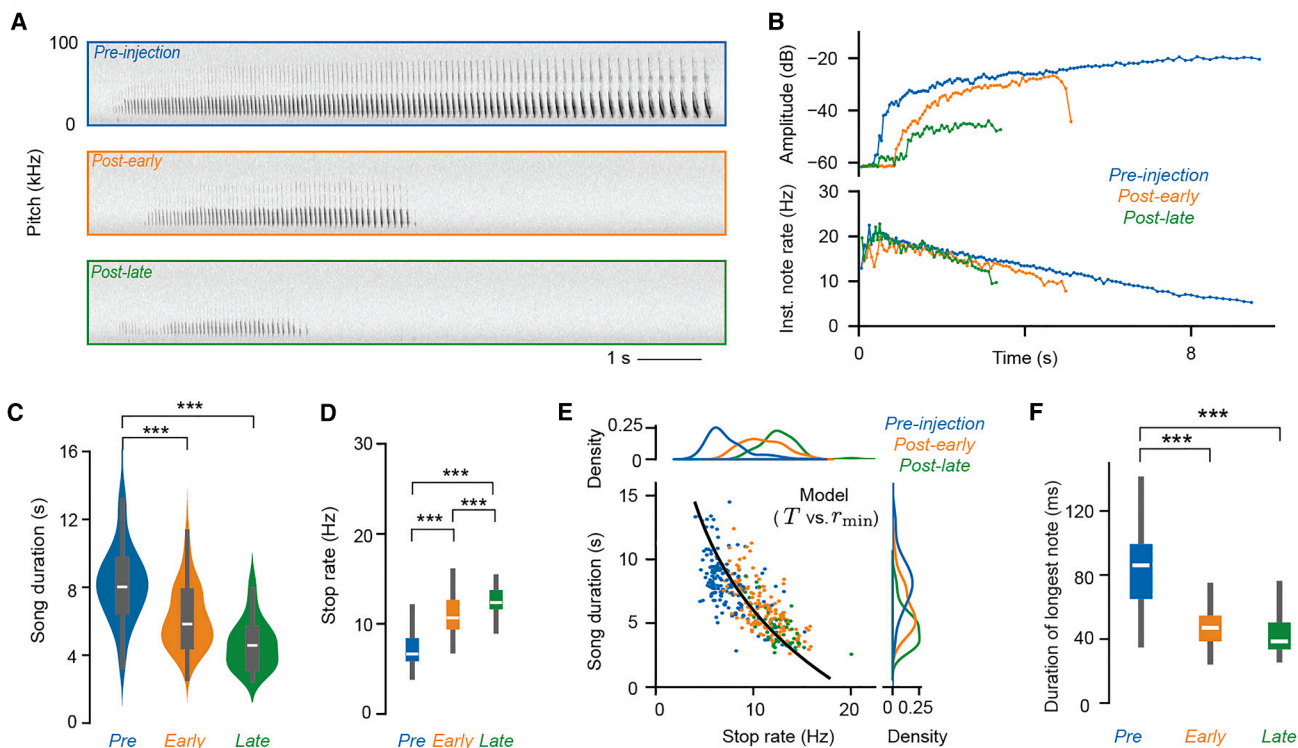 A
100
Pre-injection
0
Pitch (kHz)
Post-early
Post-late
1 s
B
−20
−40
−60
Amplitude (dB)
Pre-injection
Post-early
Post-late
30
20
10
0
Inst. note rate (Hz)
0
8
Time (s)
C
***
***
16
12
8
4
0
Song duration (s)
Pre
Early
Late
D
30
20
10
0
Stop rate (Hz)
***
***
***
Pre
Early
Late
E
0.25
0
Density
Pre-injection
Post-early
Post-late
Model
( T vs. rmin)
15
10
5
0
Song duration (s)
0
10
20
Stop rate (Hz)
0 0.25
Density
F
***
***
120
80
40
0
Duration of longest note (ms)
Pre
Early
Late